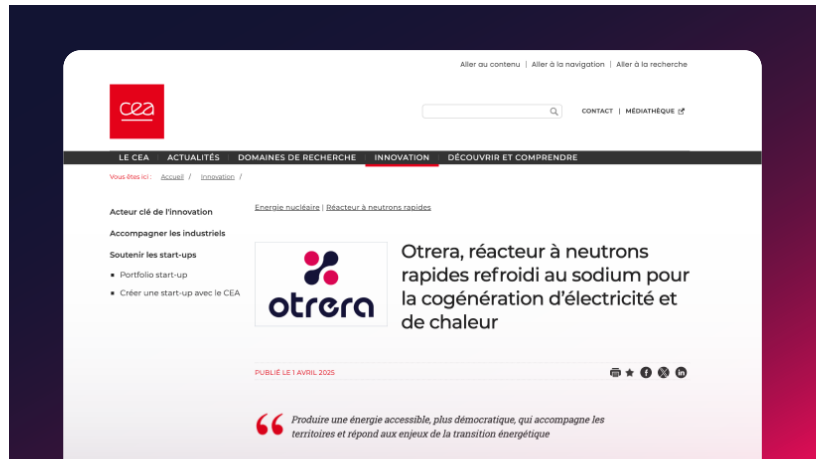 Aller au contenu | Aller à la navigation | Aller à la recherche
cea
CONTACT | MÉDIATHÈQUE
LE CEA ACTUALITÉS DOMAINES DE RECHERCHE INNOVATION DÉCOUVRIR ET COMPRENDRE
Vous êtes ici : Accueil / Innovation /
Acteur clé de l'innovation
Accompagner les industriels
Soutenir les start-ups
Portfolio start-up
Créer une start-up avec le CEA
Energie nucléaire | Réacteur à neutrons rapides
otrera
Otrera, réacteur à neutrons
rapides refroidi au sodium pour
la cogénération d'électricité et
de chaleur
PUBLIÉ LE 1 AVRIL 2025
Produire une énergie accessible, plus démocratique, qui accompagne les
territoires et répond aux enjeux de la transition énergétique